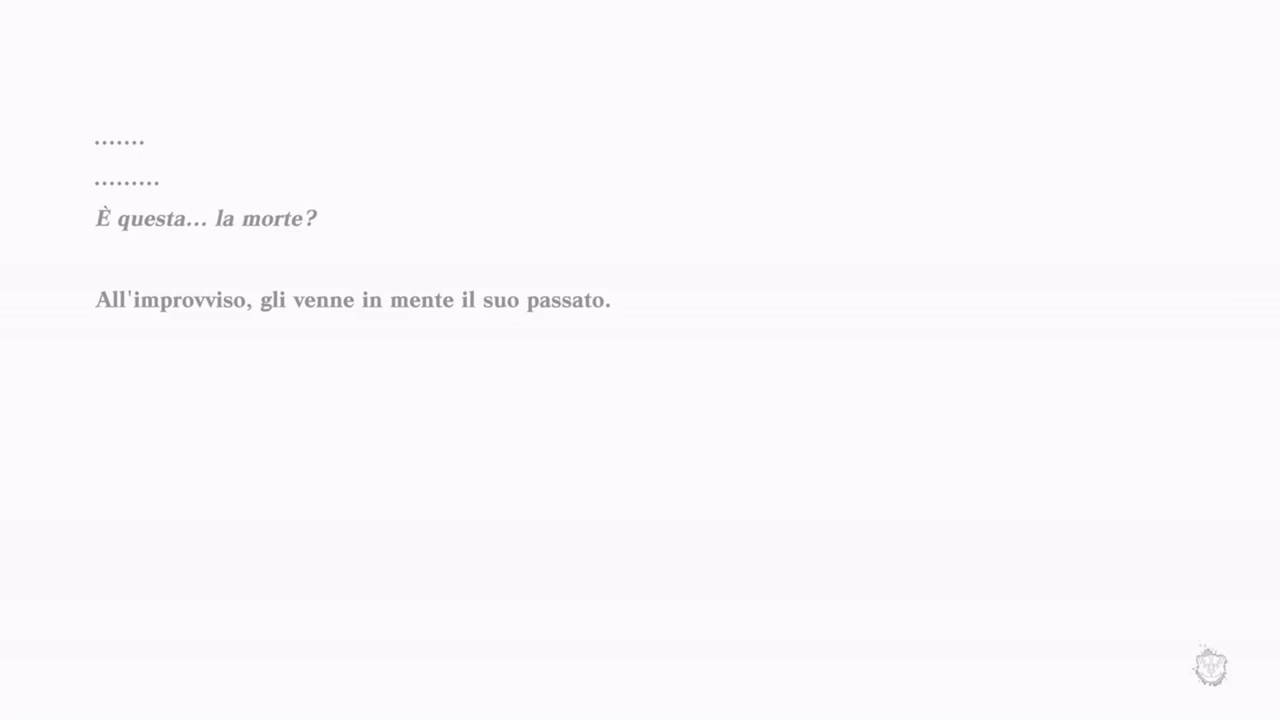 .......
.........
È questa... la morte?
All'improvviso, gli venne in mente il suo passato.